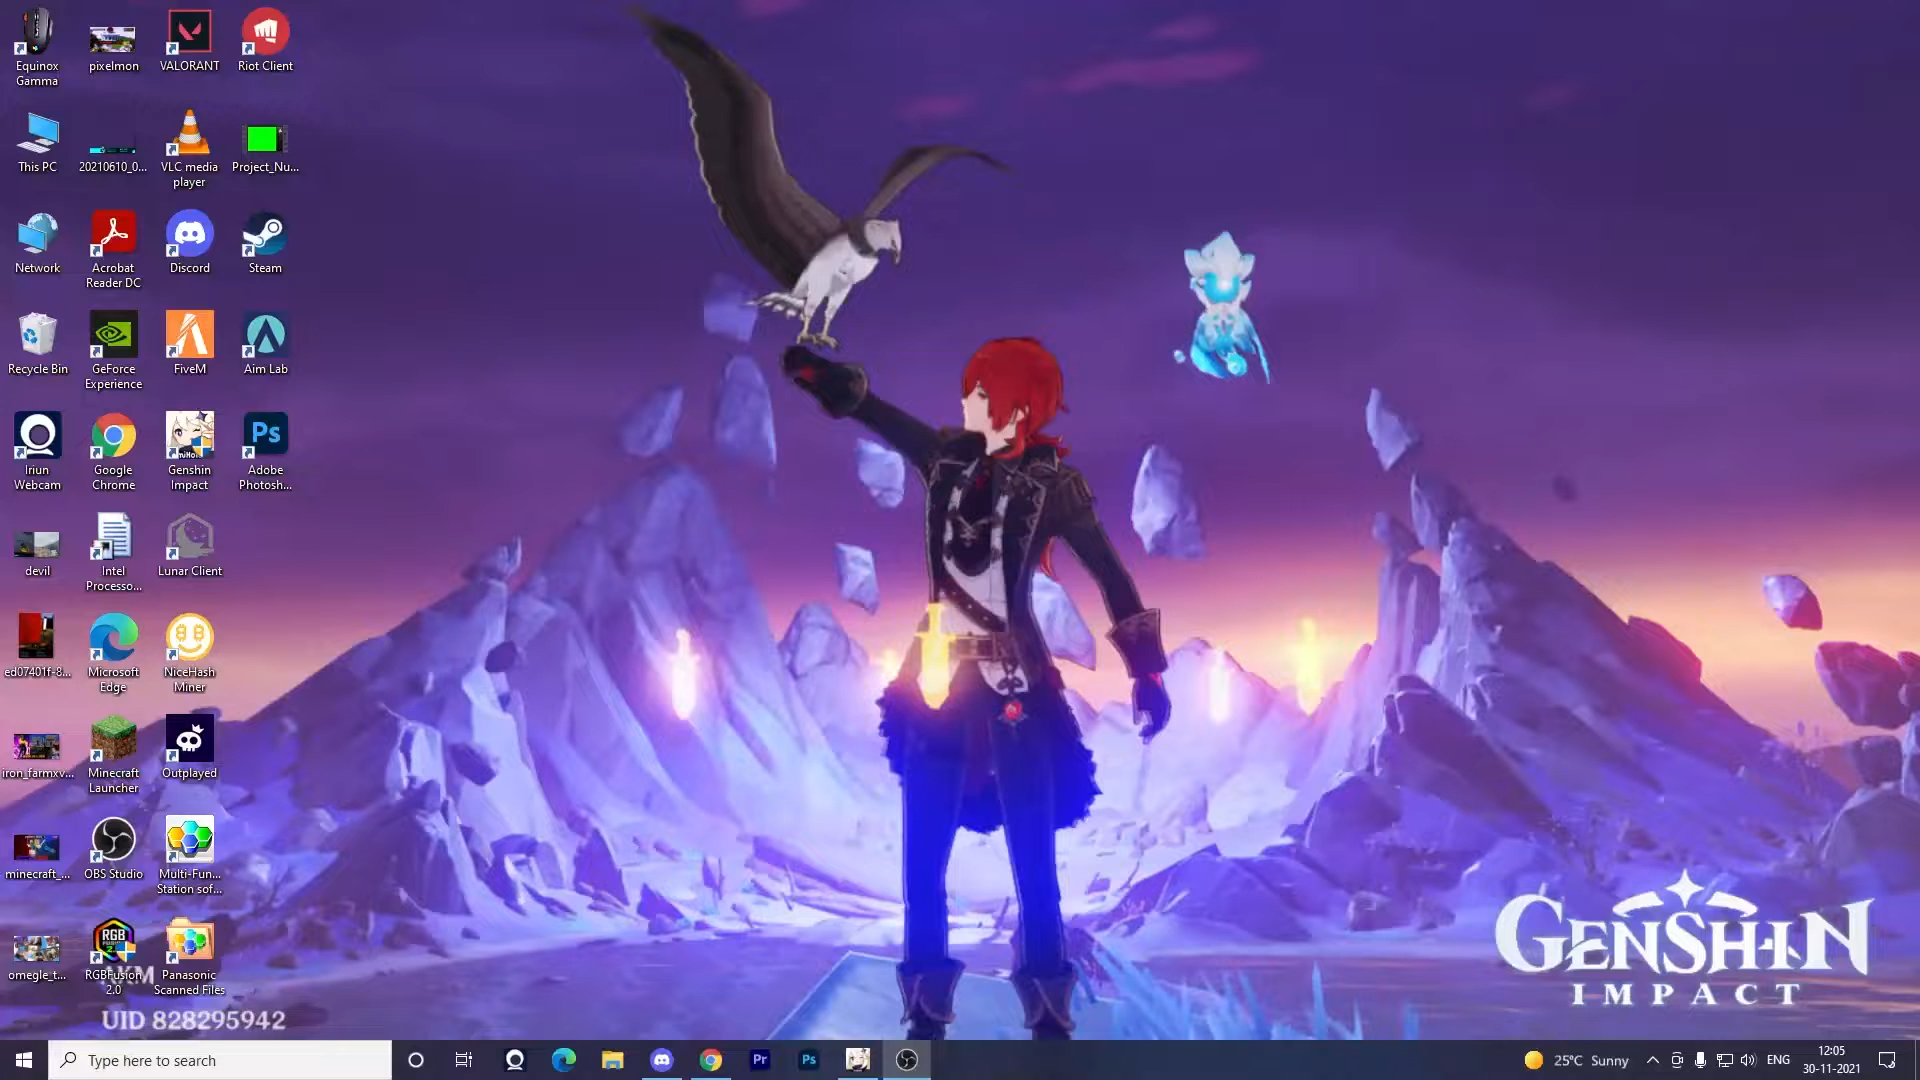 Equinox
Gamma
pixelmon
VALORANT
Riot Client
This PC
20210610_0...
VLC media
player
Project_Nu...
Network
Acrobat
Reader DC
Discord
Steam
Recycle Bin
GeForce
Experience
FiveM
Aim Lab
Iriun
Webcam
Google
Chrome
Genshin
Impact
Ps
Adobe
Photosh...
devil
Intel
Processo...
Lunar Client
ed07401f-8...
Microsoft
Edge
NiceHash
Miner
iron_farmxv...
Minecraft
Launcher
Outplayed
minecraft_...
OBS Studio
Multi-Fun...
Station sof...
omegle_t...
RGB
RGBFusion
2.0
Panasonic
Scanned Files
UID 828295942
GENSHIN
IMPACT
Type here to search
Pr
Ps
25°C Sunny
ENG
12:05
30-11-2021